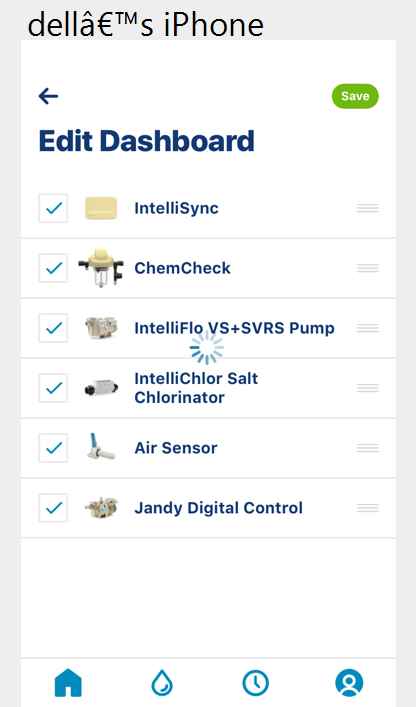 dellâ€™s iPhone
Save
Edit Dashboard
IntelliSync
ChemCheck
IntelliFlo VS+SVRS Pump
IntelliChlor Salt
Chlorinator
Air Sensor
Jandy Digital Control